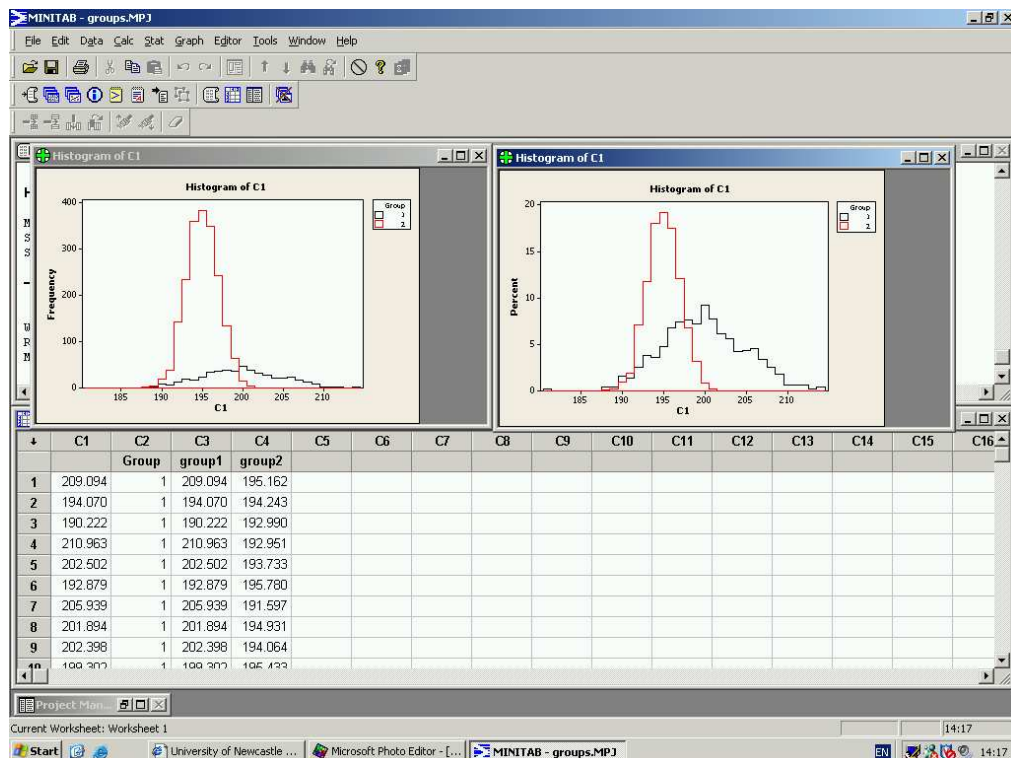 MINITAB - groups.MPJ
File Edit Data Calc Stat Graph Editor Tools Window Help
Histogram of C1
Histogram of C1
Frequency
400
300
200
100
0
185 190 195 200 205 210
C1
Group
1
2
Histogram of C1
Histogram of C1
Percent
20
15
10
5
0
185 190 195 200 205 210
C1
Group
1
2
H
M
S
S
W
R
M
C1 C2 C3 C4 C5 C6 C7 C8 C9 C10 C11 C12 C13 C14 C15 C16
Group group1 group2
1 209.094 1 209.094 195.162
2 194.070 1 194.070 194.243
3 190.222 1 190.222 192.990
4 210.963 1 210.963 192.951
5 202.502 1 202.502 193.733
6 192.879 1 192.879 195.780
7 205.939 1 205.939 191.597
8 201.894 1 201.894 194.931
9 202.398 1 202.398 194.064
10 199.302 1 199.302 195.433
Project Man...
Current Worksheet: Worksheet 1
14:17
Start University of Newcastle ... Microsoft Photo Editor - [... MINITAB - groups.MPJ EN 14:17